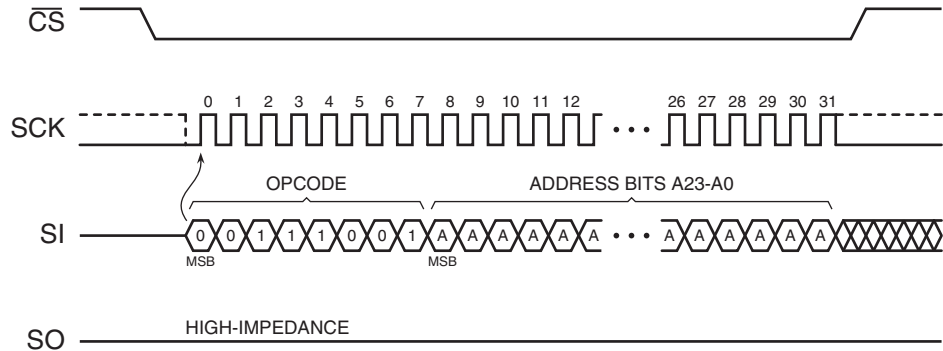 CS
0 1 2 3 4 5 6 7 8 9 10 11 12 26 27 28 29 30 31
SCK
OPCODE ADDRESS BITS A23-A0
SI 0 0 1 1 1 0 0 1 A A A A A A A A A A A A
MSB MSB
HIGH-IMPEDANCE
SO